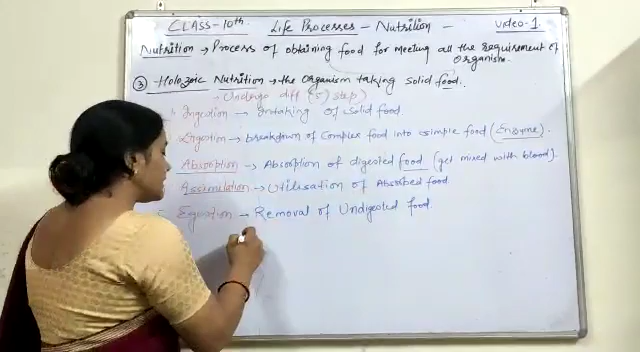 CLASS-10th Life Processes - Nutrition - Video-1
Nutrition → Process of obtaining food for meeting all the requirement of
Organism.
③ Holozoic Nutrition → the Organism taking solid food.
→ Undergo diff (5) step)
1. Ingestion → Intaking of solid food.
Digestion → breakdown of Complex food into simple food (Enzyme).
Absorption → Absorption of digested food (get mixed with blood).
Assimilation → Utilisation of Absorbed food
5. Egestion → Removal of Undigested food.